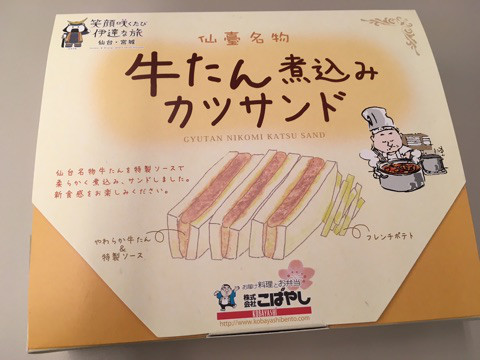 笑顔咲くたび
伊達な旅
仙台・宮城
仙臺名物
牛たん煮込み
カツサンド
GYUTAN NIKOMI KATSU SAND
仙台名物牛たんを特製ソースで
柔らかく煮込み、サンドしました。
新食感をお楽しみください。
やわらか牛たん
&
特製ソース
フレンチポテト
お届け料理とお弁当
株式会社こばやし
KOBAYASHI
http://www.kobayashibento.com